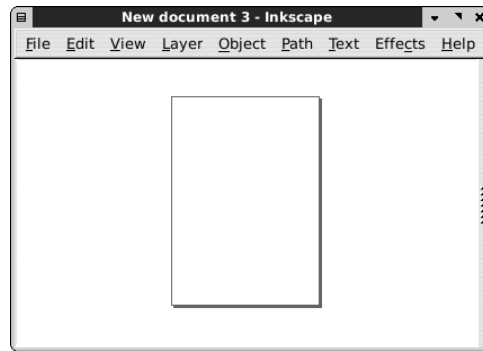 New document 3 - Inkscape
File Edit View Layer Object Path Text Effects Help